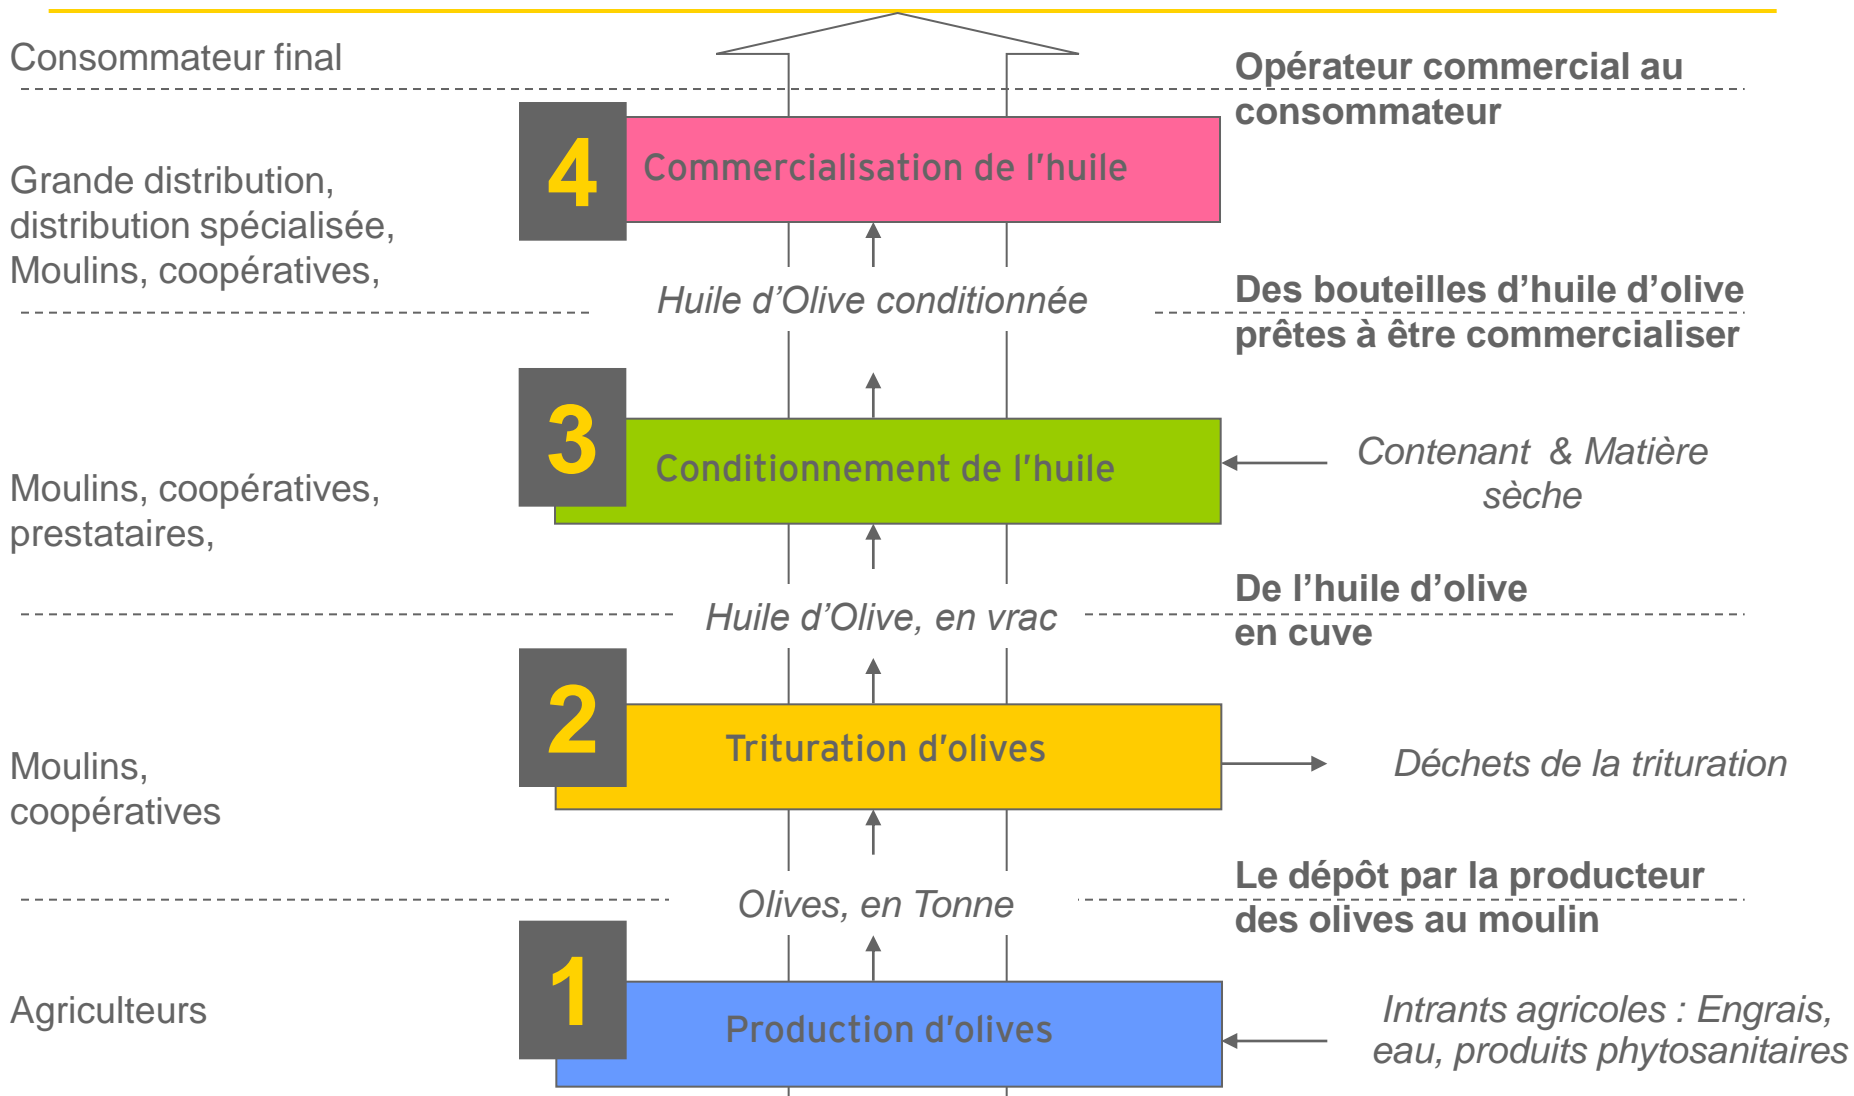 Consommateur final
Opérateur commercial au
consommateur
4
Commercialisation de l'huile
Grande distribution,
distribution spécialisée,
Moulins, coopératives,
Huile d'Olive conditionnée
Des bouteilles d'huile d'olive
prêtes à être commercialiser
3
Conditionnement de l'huile
Contenant & Matière
sèche
Moulins, coopératives,
prestataires,
Huile d'Olive, en vrac
De l'huile d'olive
en cuve
2
Trituration d'olives
Déchets de la trituration
Moulins,
coopératives
Olives, en Tonne
Le dépôt par la producteur
des olives au moulin
1
Production d'olives
Agriculteurs
Intrants agricoles : Engrais,
eau, produits phytosanitaires